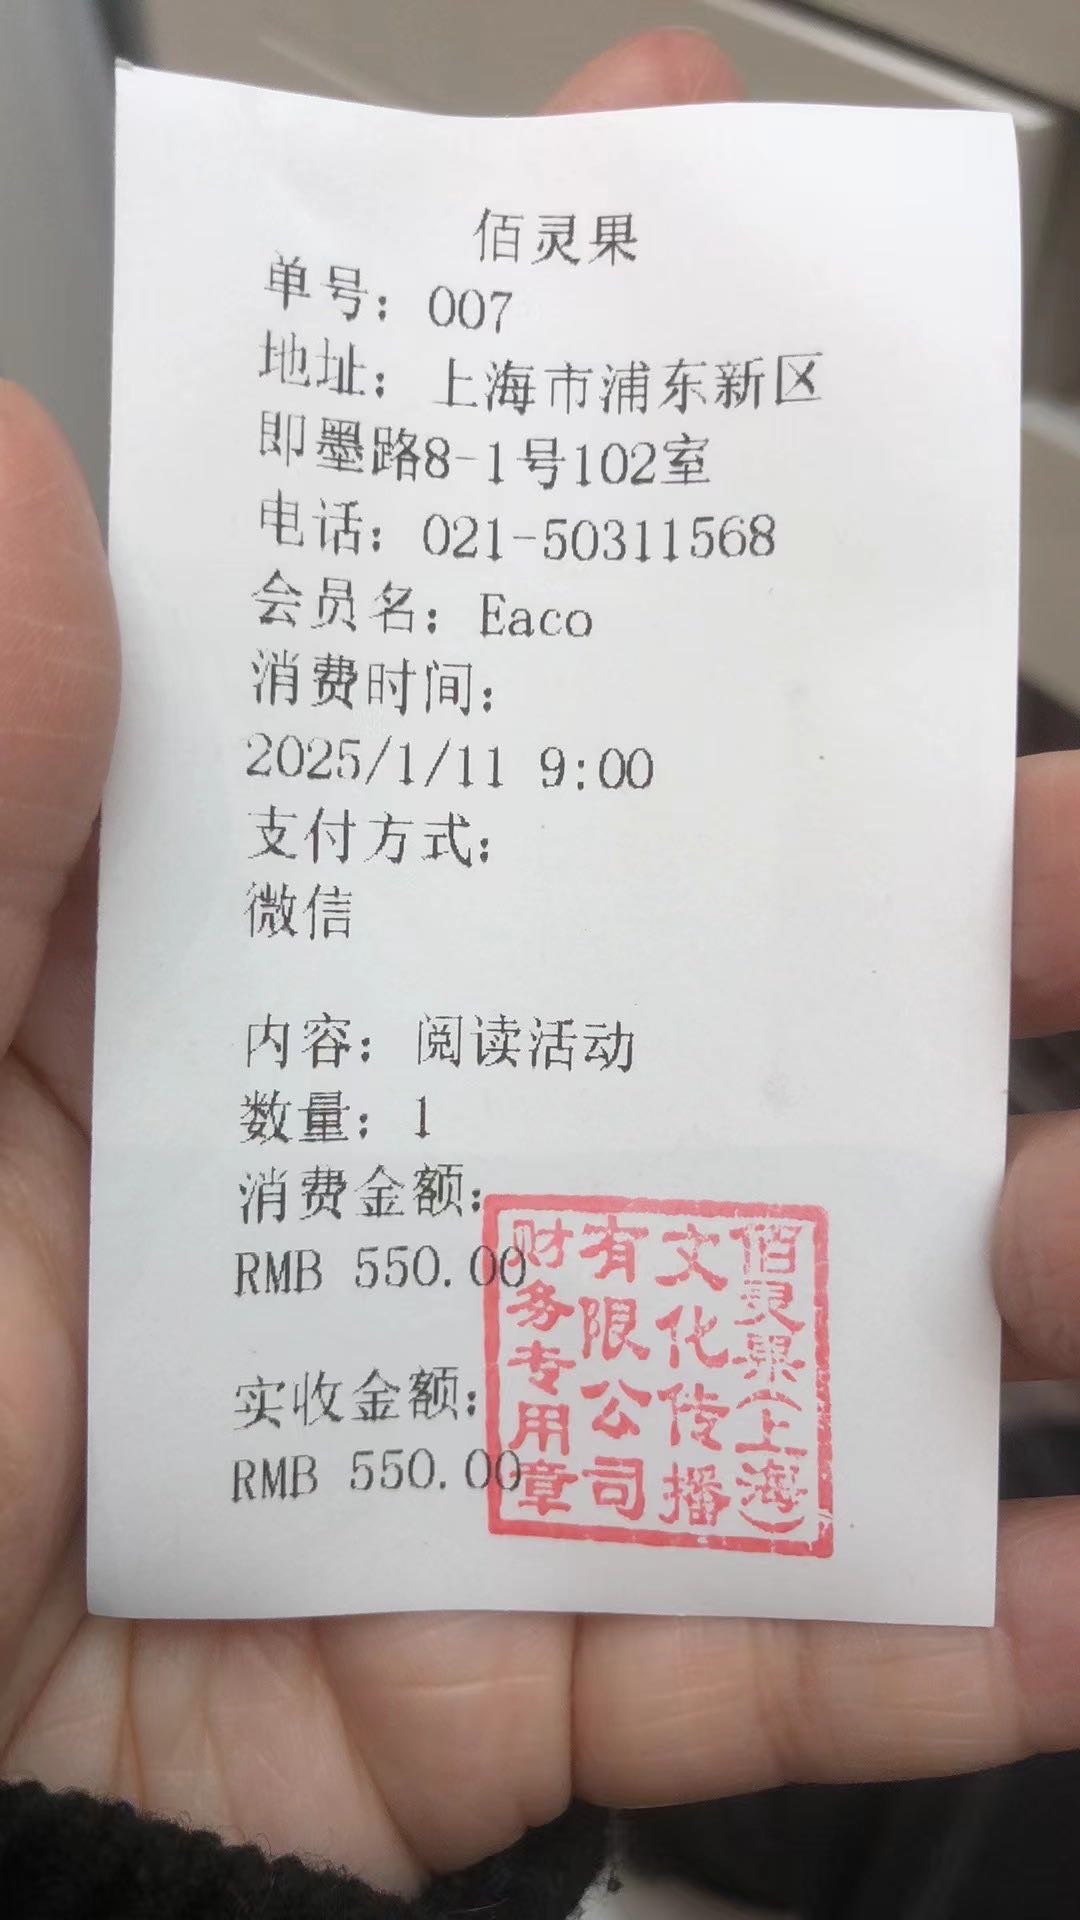 佰灵果
单号：007
地址：上海市浦东新区
即墨路8-1号102室
电话：021-50311568
会员名：Eaco
消费时间：
2025/1/11 9:00
支付方式：
微信
内容：阅读活动
数量：1
消费金额：
RMB 550.00
实收金额：
RMB 550.00
佰灵果(上海)
文化传播
有限公司
财务专用章